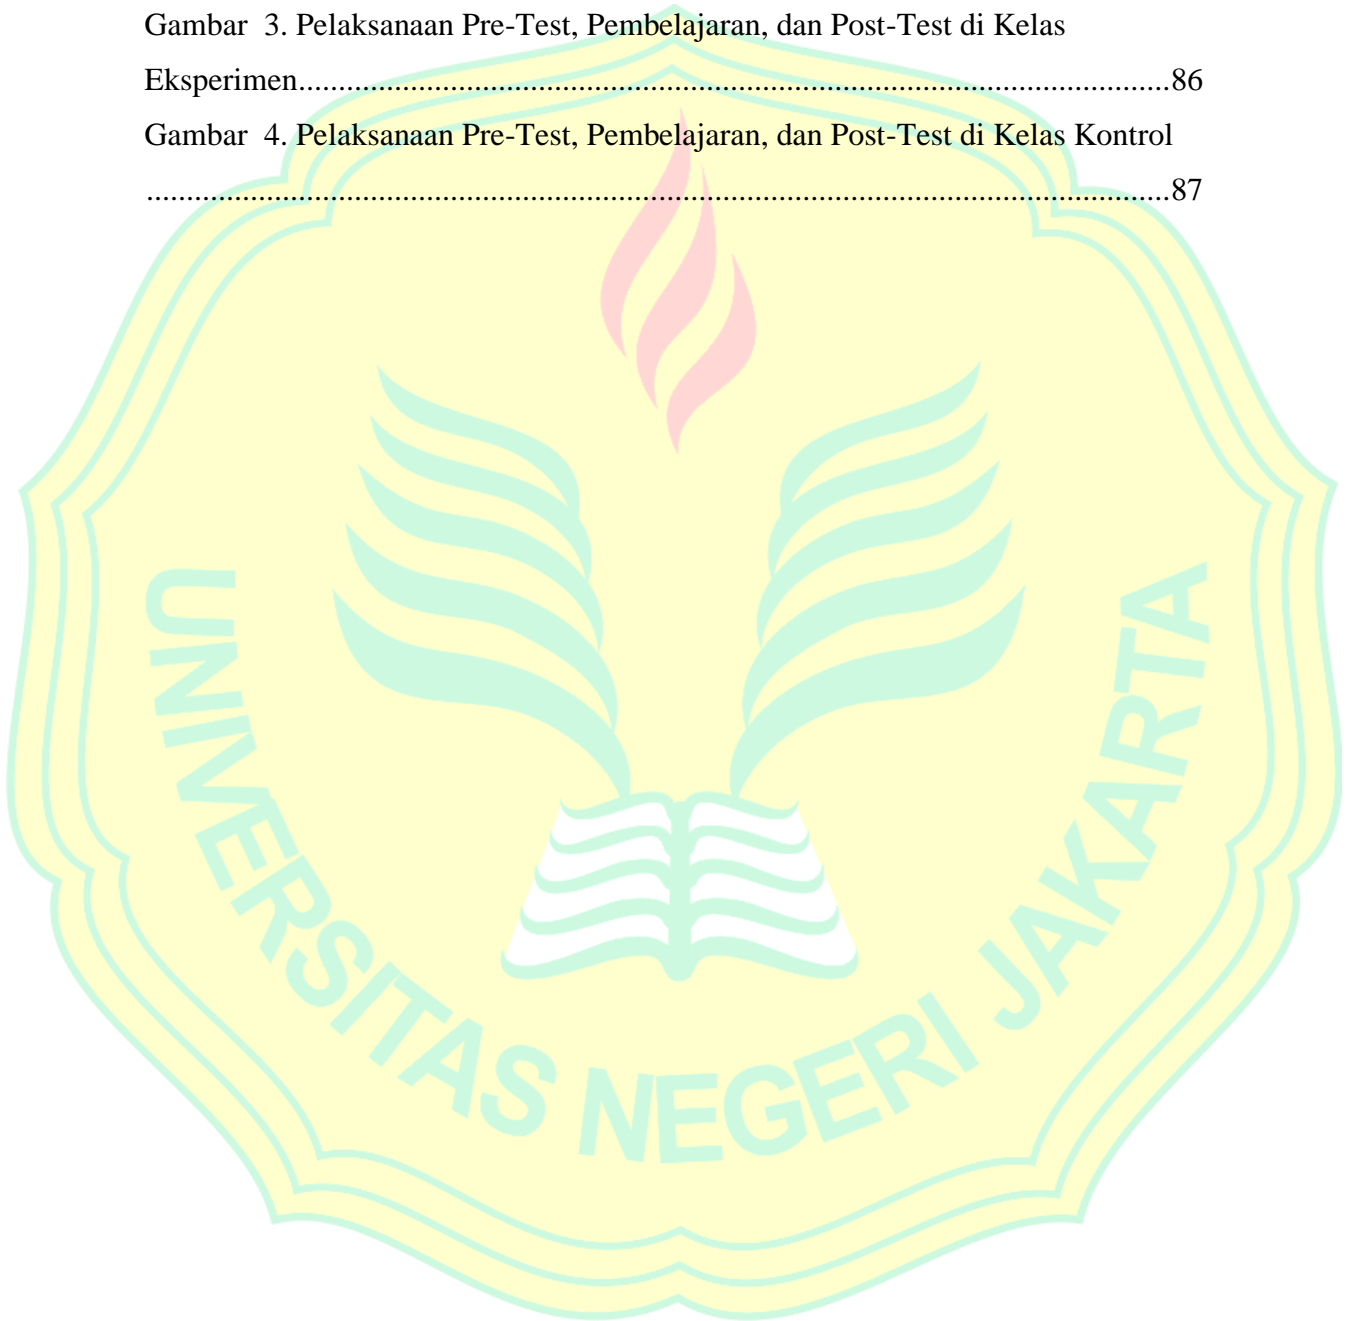 Gambar  3. Pelaksanaan Pre-Test, Pembelajaran, dan Post-Test di Kelas
Eksperimen..............................................................................................................86
Gambar  4. Pelaksanaan Pre-Test, Pembelajaran, dan Post-Test di Kelas Kontrol
.................................................................................................................................87
UNIVERSITAS NEGERI JAKARTA